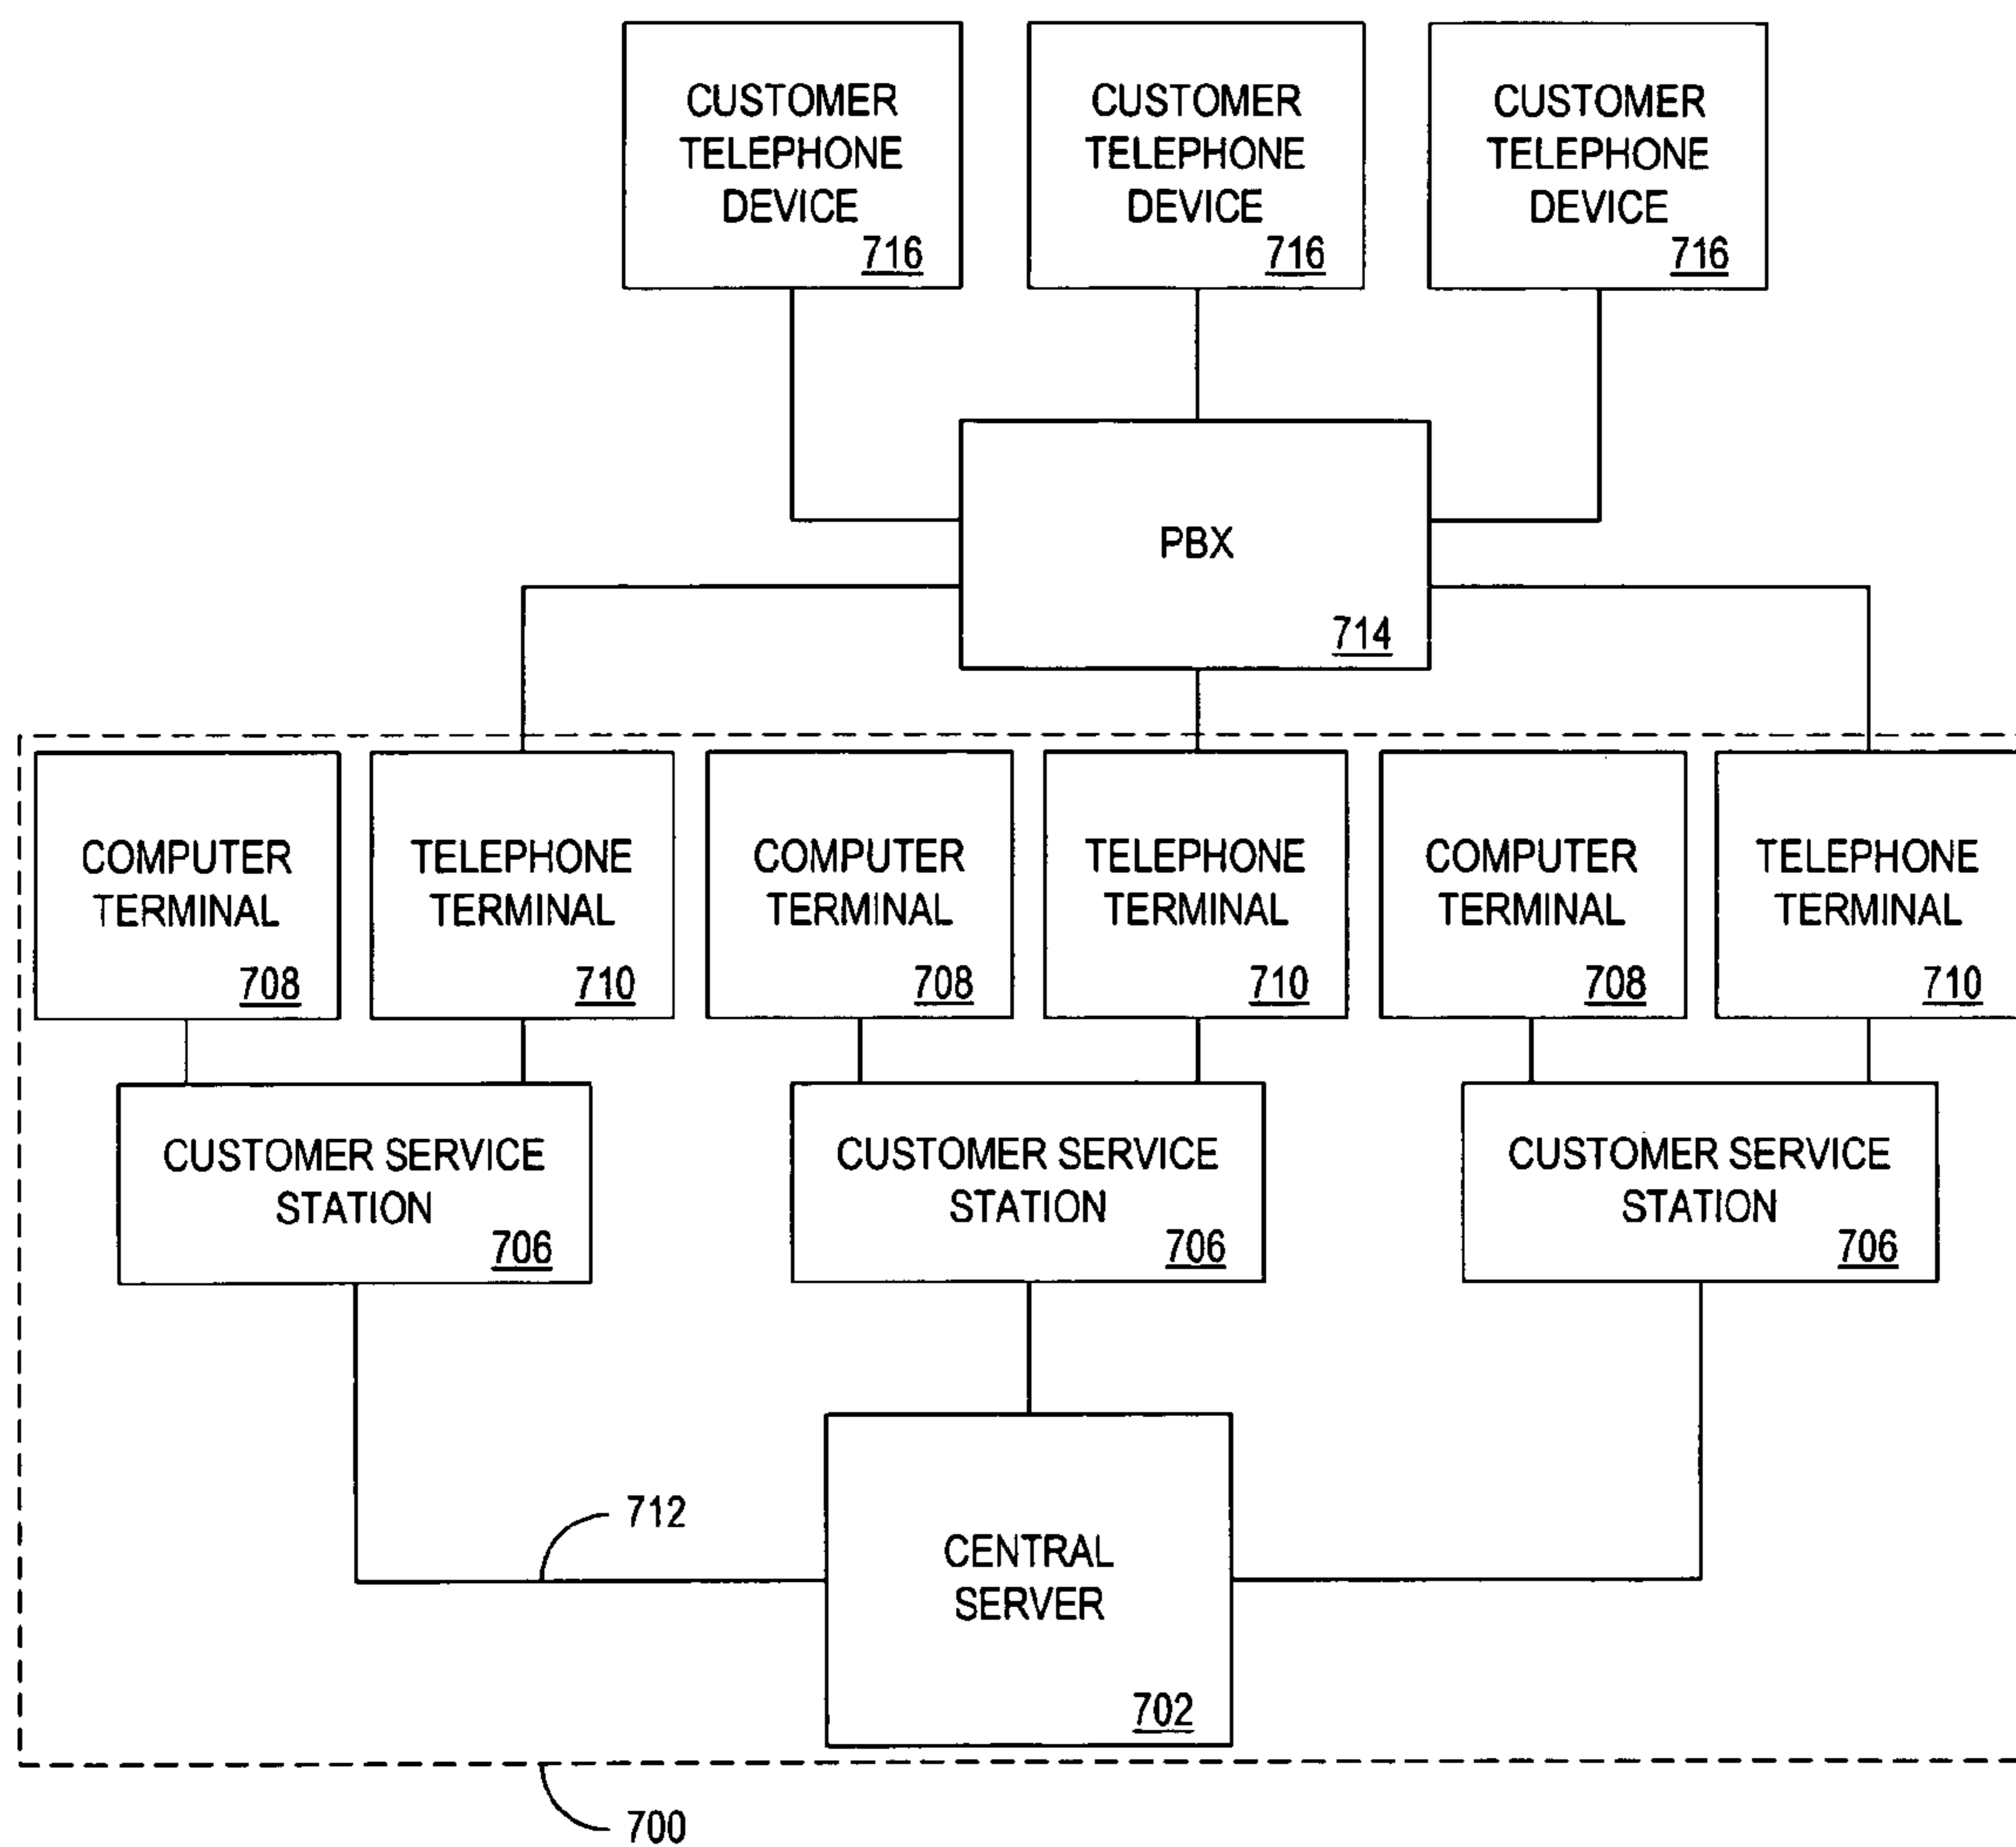 CUSTOMER
TELEPHONE
DEVICE
716
CUSTOMER
TELEPHONE
DEVICE
716
CUSTOMER
TELEPHONE
DEVICE
716
PBX
714
COMPUTER
TERMINAL
708
TELEPHONE
TERMINAL
710
COMPUTER
TERMINAL
708
TELEPHONE
TERMINAL
710
COMPUTER
TERMINAL
708
TELEPHONE
TERMINAL
710
CUSTOMER SERVICE
STATION
706
CUSTOMER SERVICE
STATION
706
CUSTOMER SERVICE
STATION
706
712
CENTRAL
SERVER
702
700